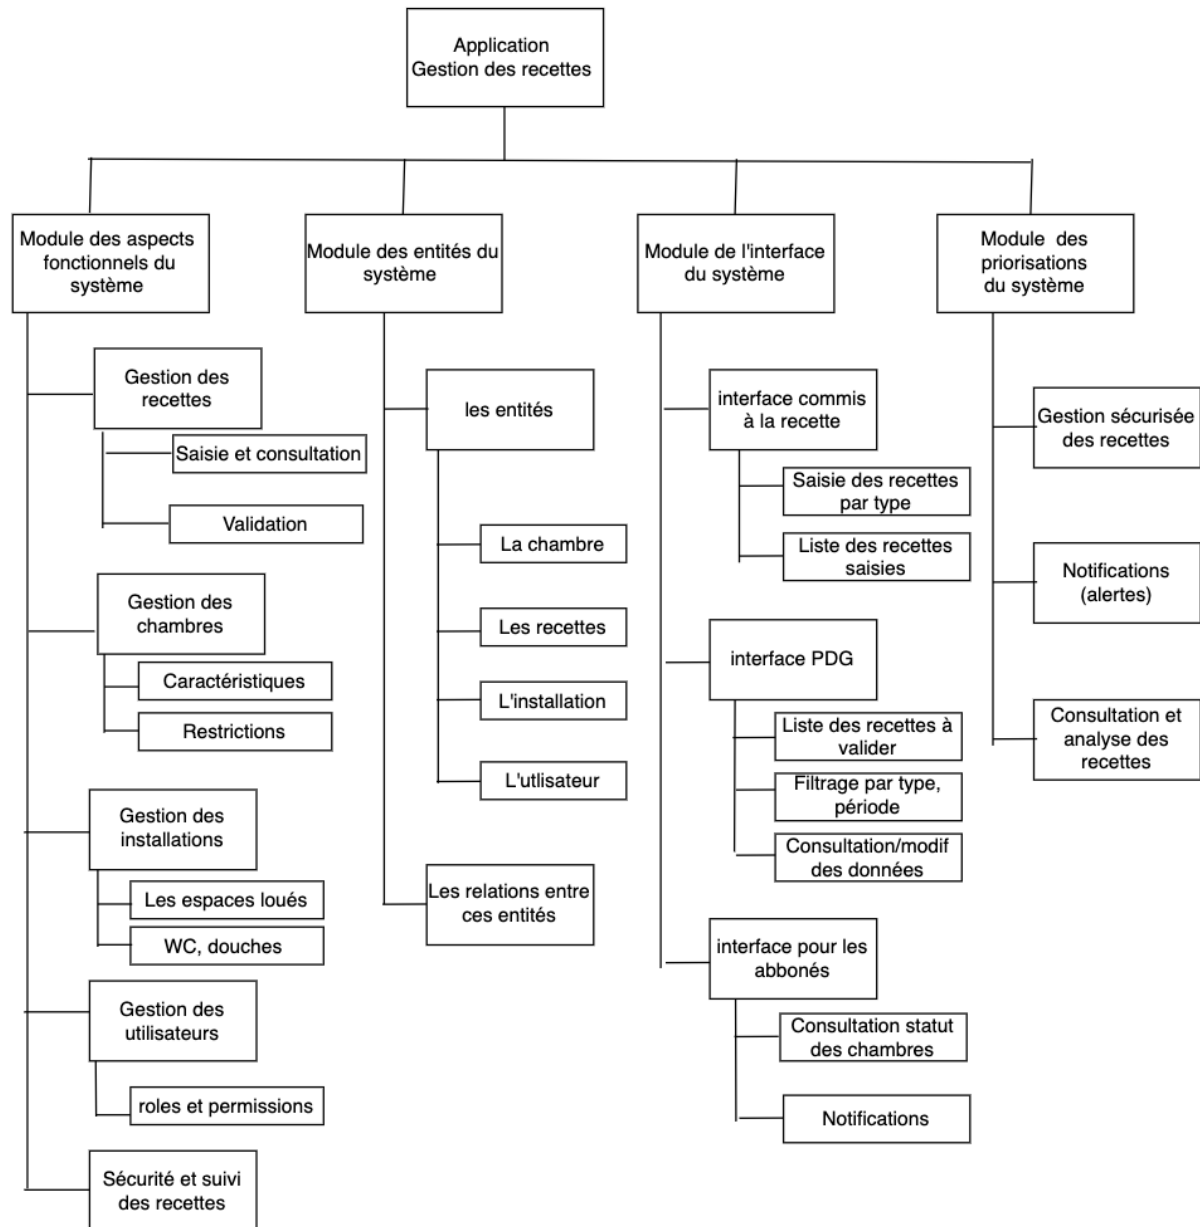 Application
Gestion des recettes
Module des aspects
fonctionnels du
système
Module des entités du
système
Module de l'interface
du système
Module des
priorisations
du système
Gestion des
recettes
Saisie et consultation
Validation
Gestion des
chambres
Caractéristiques
Restrictions
Gestion des
installations
Les espaces loués
WC, douches
Gestion des
utilisateurs
roles et permissions
Sécurité et suivi
des recettes
les entités
La chambre
Les recettes
L'installation
L'utlisateur
Les relations entre
ces entités
interface commis
à la recette
Saisie des recettes
par type
Liste des recettes
saisies
interface PDG
Liste des recettes à
valider
Filtrage par type,
période
Consultation/modif
des données
interface pour les
abbonés
Consultation statut
des chambres
Notifications
Gestion sécurisée
des recettes
Notifications
(alertes)
Consultation et
analyse des
recettes